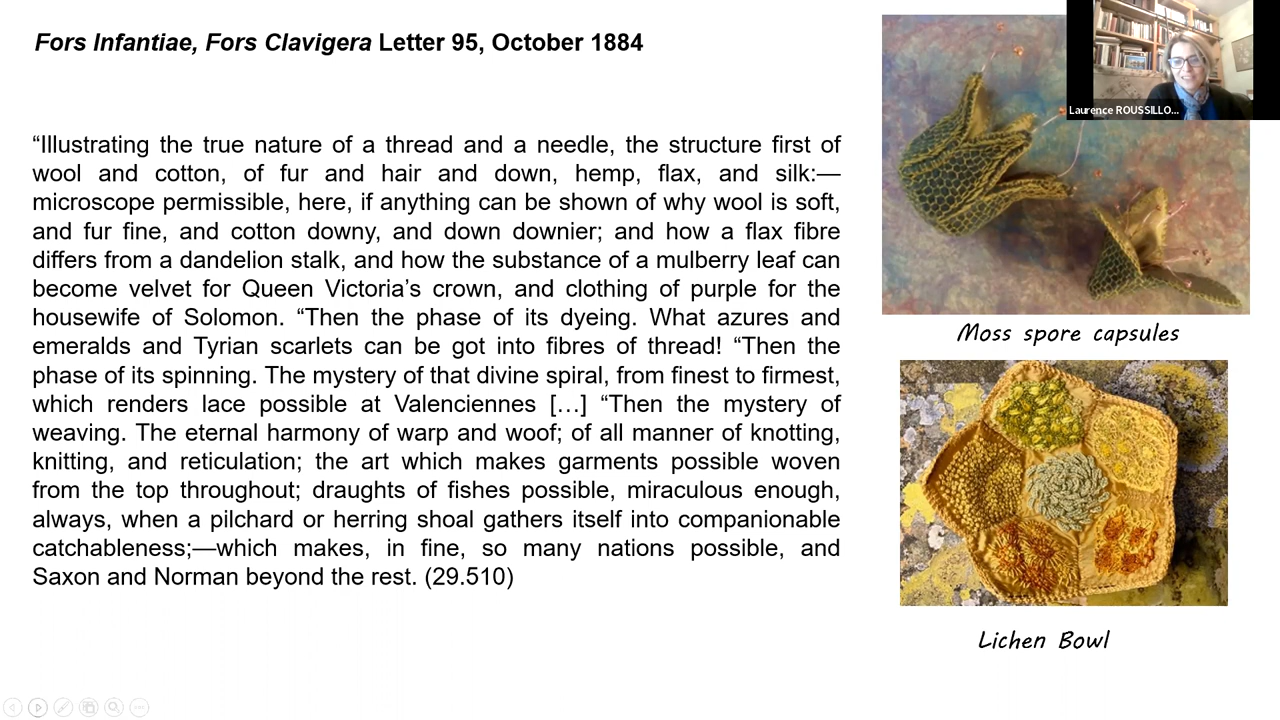 Fors Infantiae, Fors Clavigera Letter 95, October 1884
“Illustrating the true nature of a thread and a needle, the structure first of
wool and cotton, of fur and hair and down, hemp, flax, and silk:—
microscope permissible, here, if anything can be shown of why wool is soft,
and fur fine, and cotton downy, and down downier; and how a flax fibre
differs from a dandelion stalk, and how the substance of a mulberry leaf can
become velvet for Queen Victoria’s crown, and clothing of purple for the
housewife of Solomon. “Then the phase of its dyeing. What azures and
emeralds and Tyrian scarlets can be got into fibres of thread! “Then the
phase of its spinning. The mystery of that divine spiral, from finest to firmest,
which renders lace possible at Valenciennes […] “Then the mystery of
weaving. The eternal harmony of warp and woof; of all manner of knotting,
knitting, and reticulation; the art which makes garments possible woven
from the top throughout; draughts of fishes possible, miraculous enough,
always, when a pilchard or herring shoal gathers itself into companionable
catchableness;—which makes, in fine, so many nations possible, and
Saxon and Norman beyond the rest. (29.510)
Laurence ROUSSILLO...
Moss spore capsules
Lichen Bowl